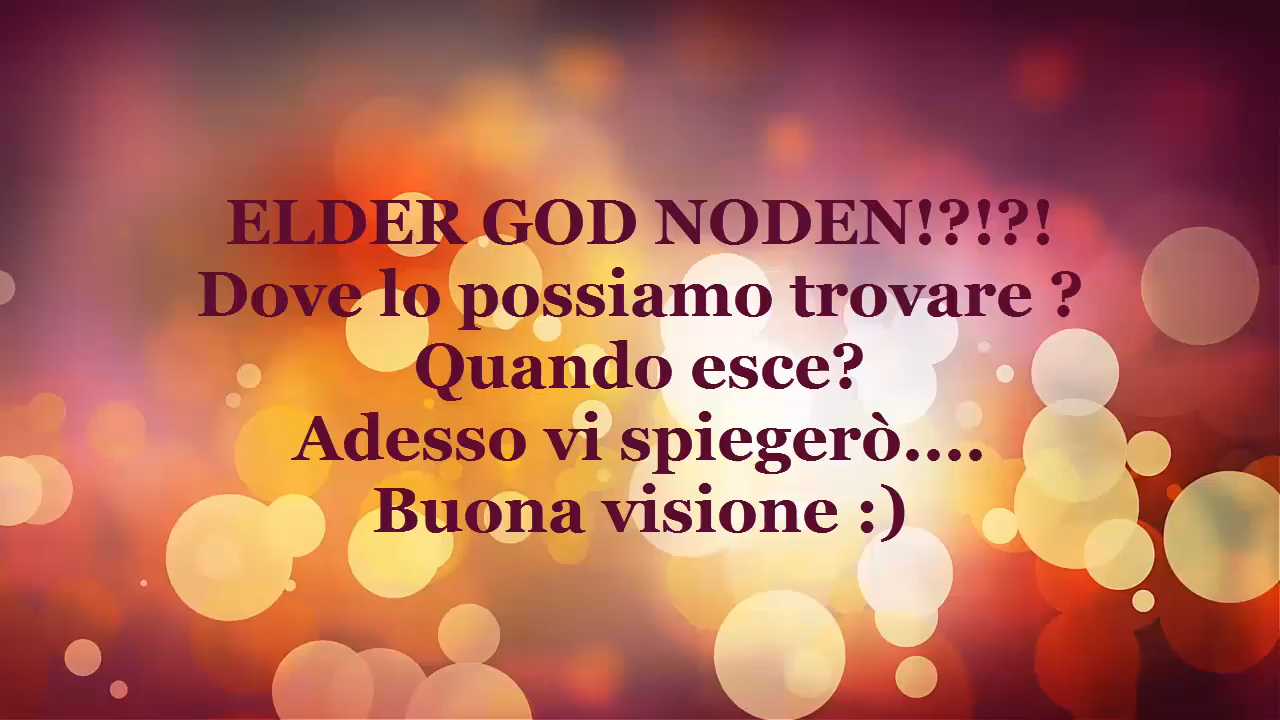 ELDER GOD NODEN!?!?!
Dove lo possiamo trovare ?
Quando esce?
Adesso vi spiegerò....
Buona visione :)